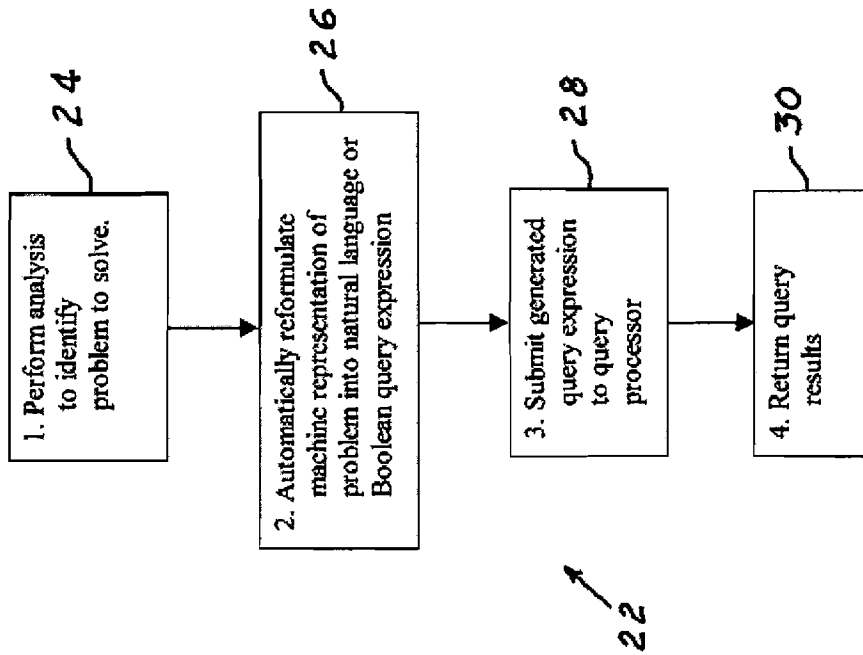 1. Perform analysis
to identify
problem to solve.
24
2. Automatically reformulate
machine representation of
problem into natural language or
Boolean query expression
26
3. Submit generated
query expression
to query
processor
28
4. Return query
results
30
22